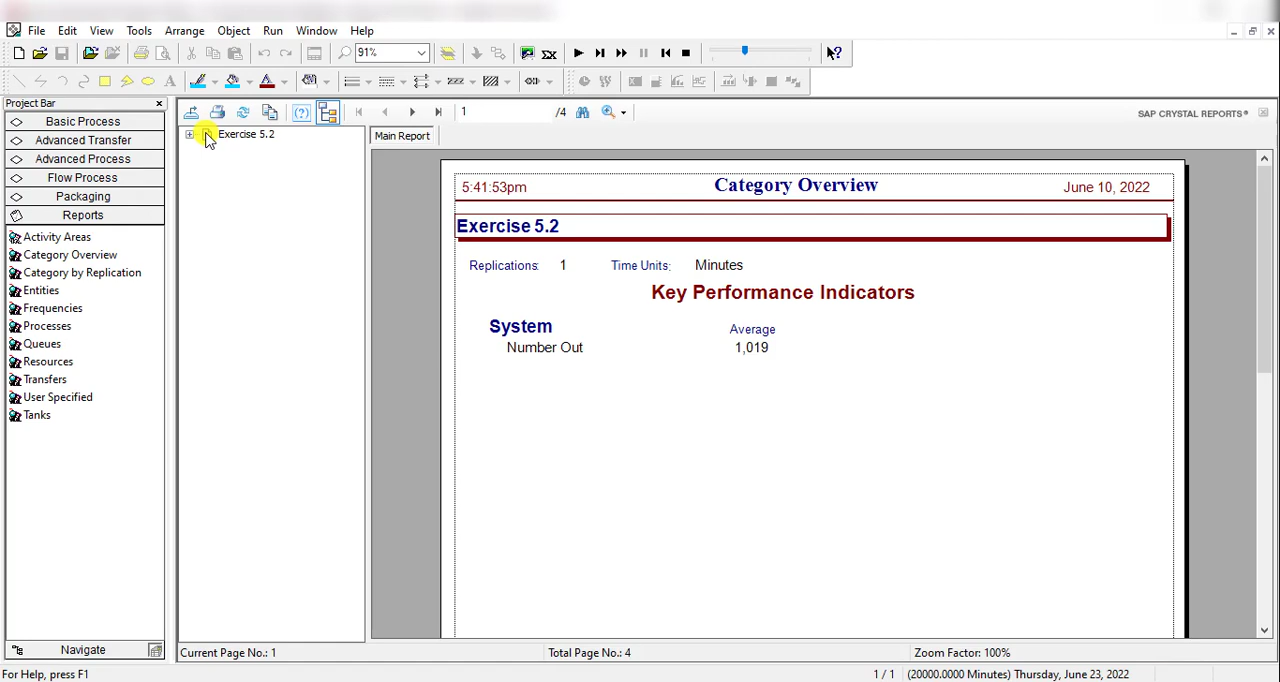 File Edit View Tools Arrange Object Run Window Help
91%
Project Bar
Basic Process
Advanced Transfer
Advanced Process
Flow Process
Packaging
Reports
Activity Areas
Category Overview
Category by Replication
Entities
Frequencies
Processes
Queues
Resources
Transfers
User Specified
Tanks
Navigate
1 /4
SAP CRYSTAL REPORTS®
Exercise 5.2
Main Report
5:41:53pm Category Overview June 10, 2022
Exercise 5.2
Replications: 1 Time Units: Minutes
Key Performance Indicators
System Average
Number Out 1,019
Current Page No.: 1 Total Page No.: 4 Zoom Factor: 100%
For Help, press F1 1 / 1 (20000.0000 Minutes) Thursday, June 23, 2022